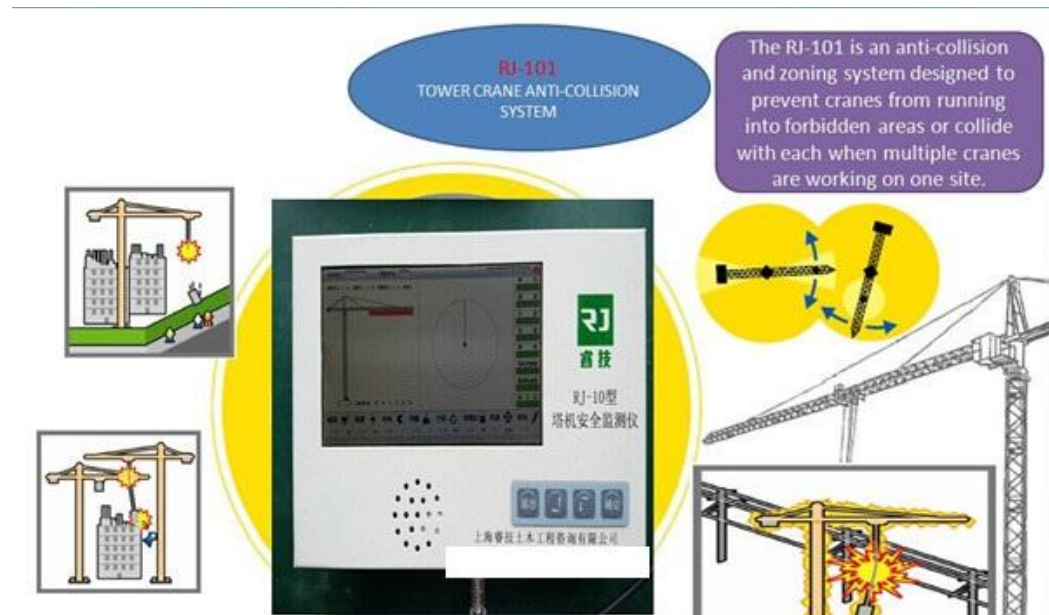 RJ-101
TOWER CRANE ANTI-COLLISION
SYSTEM
The RJ-101 is an anti-collision
and zoning system designed to
prevent cranes from running
into forbidden areas or collide
with each when multiple cranes
are working on one site.
RJ
睿技
RJ-10型
塔机安全监测仪
上海睿技土木工程咨询有限公司